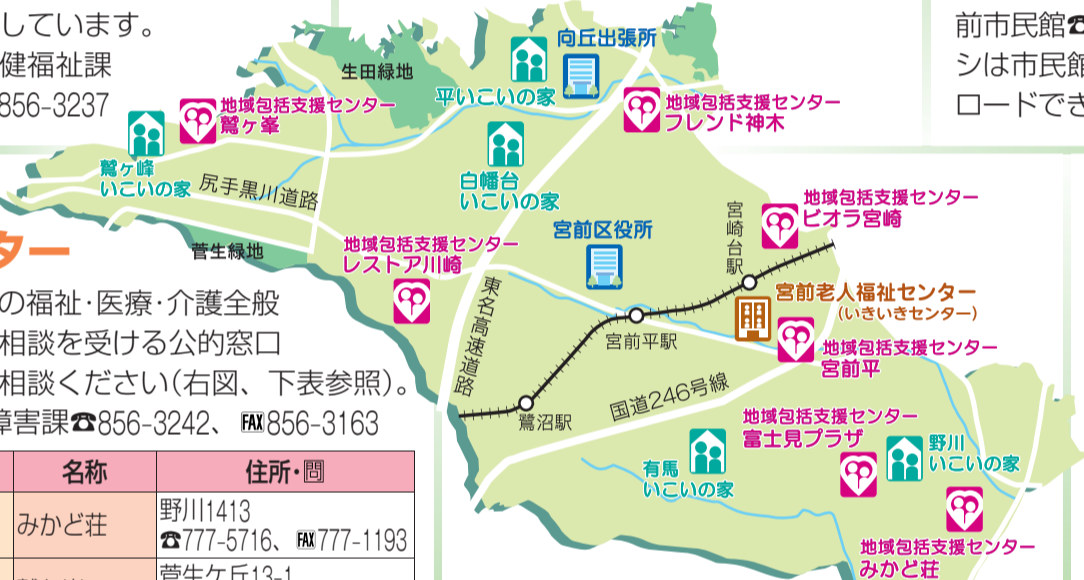 しています。
健福祉課
856-3237
前市民館☎
シは市民館
ロードでき
向丘出張所
生田緑地
平いこいの家
地域包括支援センター
鷲ヶ峯
地域包括支援センター
フレンド神木
鷲ヶ峰
いこいの家
尻手黒川道路
白幡台
いこいの家
菅生緑地
宮前区役所
宮崎台駅
地域包括支援センター
ビオラ宮崎
地域包括支援センター
レストア川崎
東名高速道路
宮前老人福祉センター
(いきいきセンター)
宮前平駅
地域包括支援センター
宮前平
鷺沼駅
国道246号線
地域包括支援センター
富士見プラザ
有馬
いこいの家
野川
いこいの家
地域包括支援センター
みかど荘
ター
の福祉・医療・介護全般
相談を受ける公的窓口
相談ください(右図、下表参照)。
障害課☎856-3242、 FAX856-3163
名称 住所・問
みかど荘 野川1413
☎777-5716、 FAX777-1193
菅生ケ丘13-1